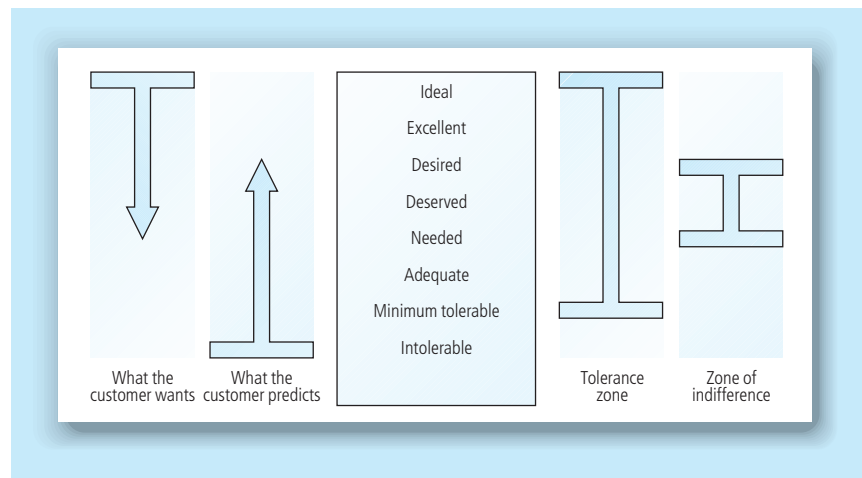 Ideal
Excellent
Desired
Deserved
Needed
Adequate
Minimum tolerable
Intolerable
What the
customer wants
What the
customer predicts
Tolerance
zone
Zone of
indifference